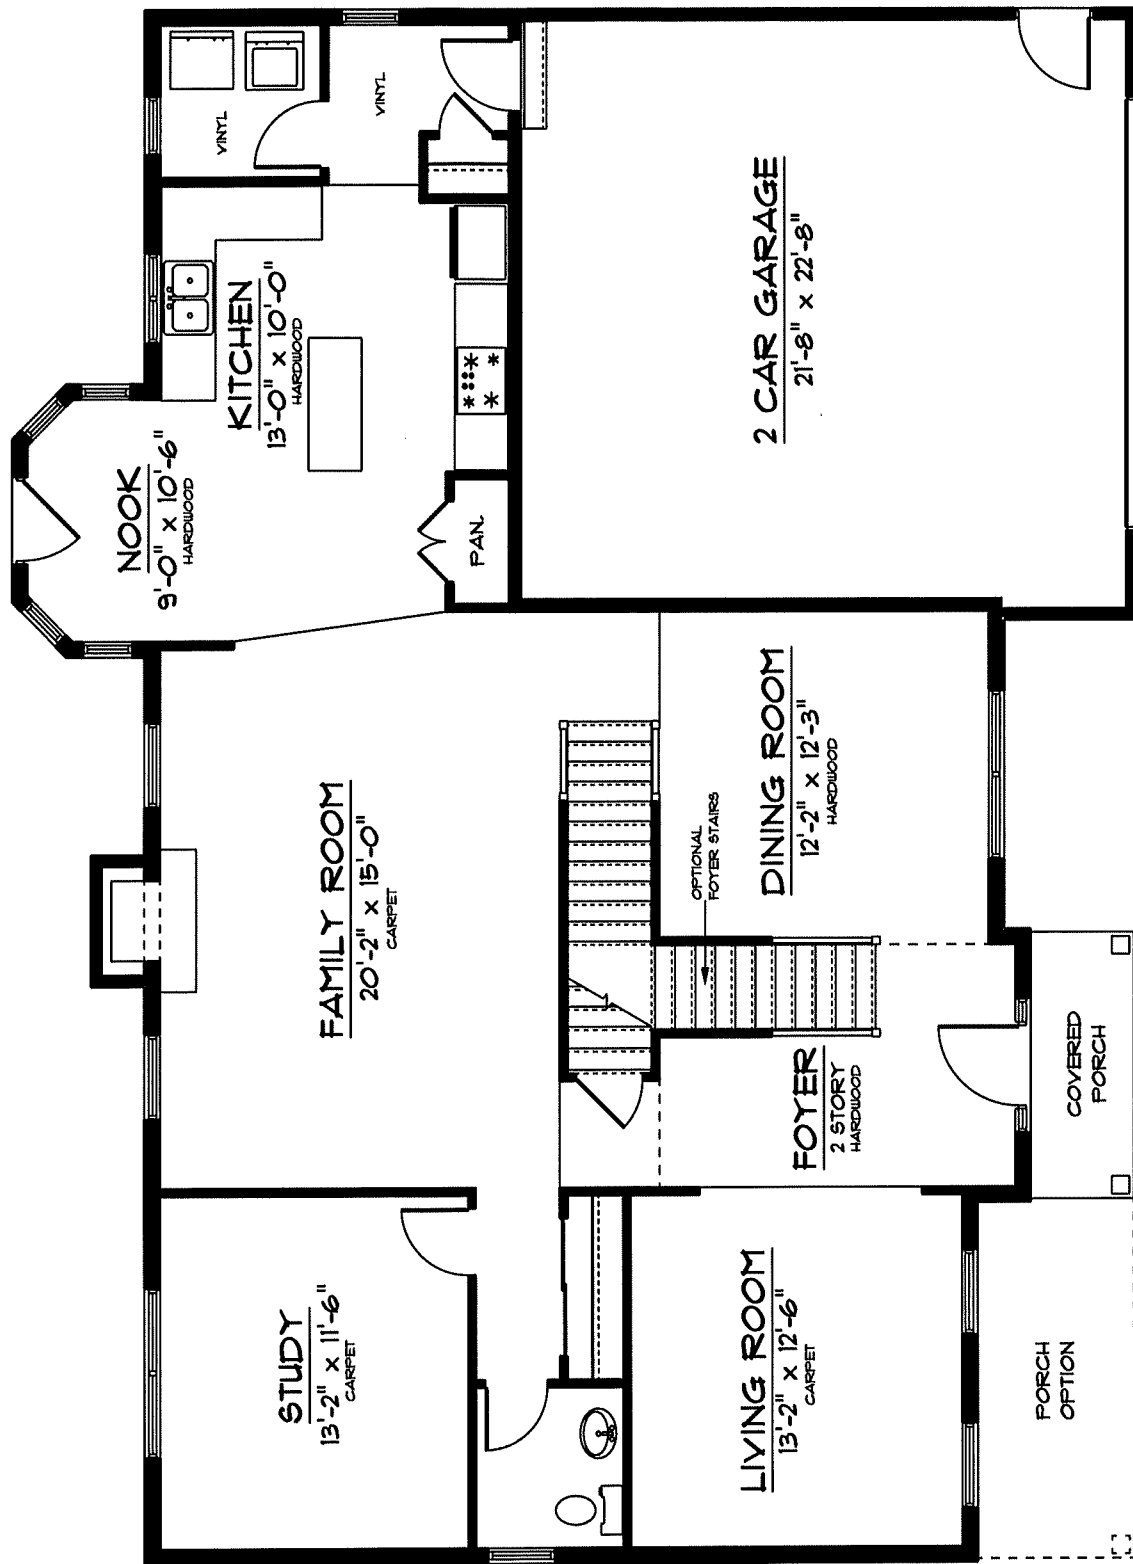 NOOK
9'-0" x 10'-6"
HARDWOOD
KITCHEN
13'-0" x 10'-0"
HARDWOOD
VINYL
VINYL
PAN.
2 CAR GARAGE
21'-8" x 22'-8"
FAMILY ROOM
20'-2" x 15'-0"
CARPET
OPTIONAL
FOYER STAIRS
DINING ROOM
12'-2" x 12'-3"
HARDWOOD
STUDY
13'-2" x 11'-6"
CARPET
FOYER
2 STORY
HARDWOOD
LIVING ROOM
13'-2" x 12'-6"
CARPET
COVERED
PORCH
PORCH
OPTION